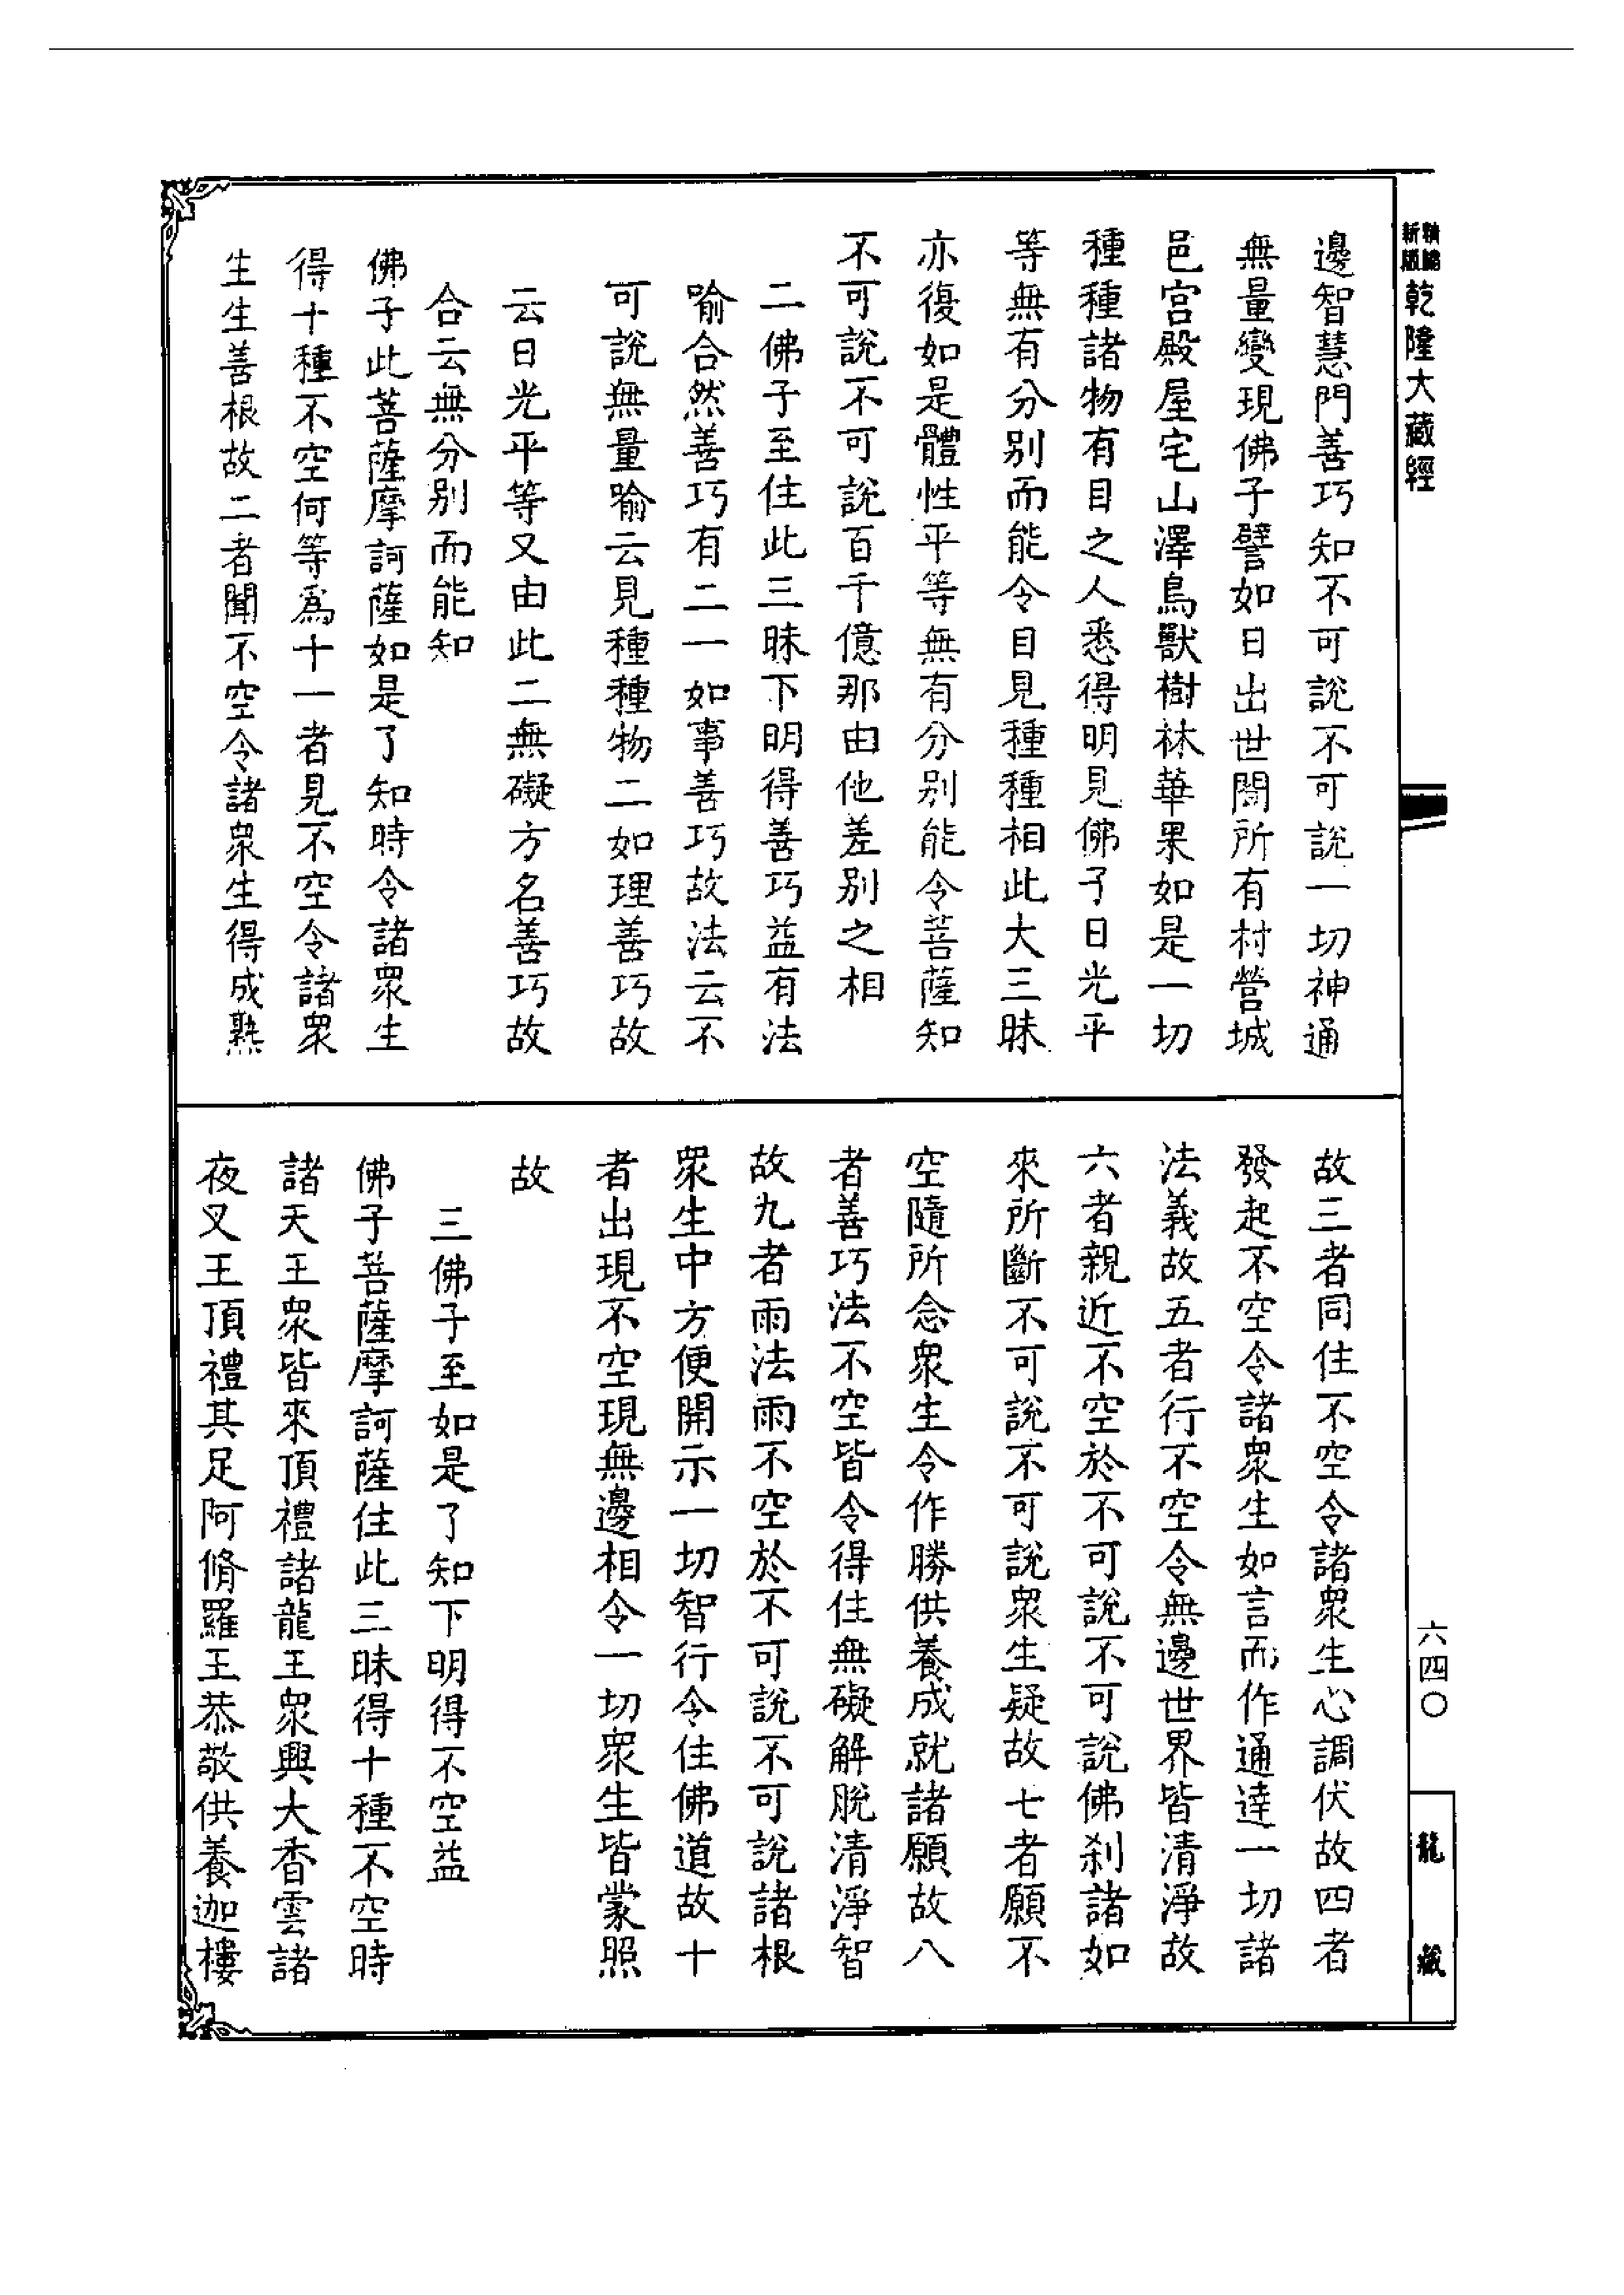 新版
精縮
乾隆大藏經
邊智慧門善巧知不可說不可說一切神通
無量變現佛子譬如日出世間所有村營城
邑宮殿屋宅山澤鳥獸樹林華果如是一切
種種諸物有目之人悉得明見佛子日光平
等無有分別而能令目見種種相此大三昧
亦復如是體性平等無有分別能令菩薩知
不可說不可說百千億那由他差別之相
二佛子至住此三昧下明得善巧益有法
喻合然善巧有二一如事善巧故法云不
可說無量喻云見種種物二如理善巧故
云日光平等又由此二無礙方名善巧故
合云無分別而能知
佛子此菩薩摩訶薩如是了知時令諸眾生
得十種不空何等為十一者見不空令諸眾
生生善根故二者聞不空令諸眾生得成熟
故三者同住不空令諸眾生心調伏故四者
發起不空令諸眾生如言而作通達一切諸
法義故五者行不空令無邊世界皆清淨故
六者親近不空於不可說不可說佛剎諸如
來所斷不可說不可說眾生疑故七者願不
空隨所念眾生令作勝供養成就諸願故八
者善巧法不空皆令得住無礙解脫清淨智
故九者雨法雨不空於不可說不可說諸根
眾生中方便開示一切智行令住佛道故十
者出現不空現無邊相令一切眾生皆蒙照
故
三佛子至如是了知下明得不空益
佛子菩薩摩訶薩住此三昧得十種不空時
諸天王眾皆來頂禮諸龍王眾興大香雲諸
夜叉王頂禮其足阿脩羅王恭敬供養迦樓
六四〇
龍藏